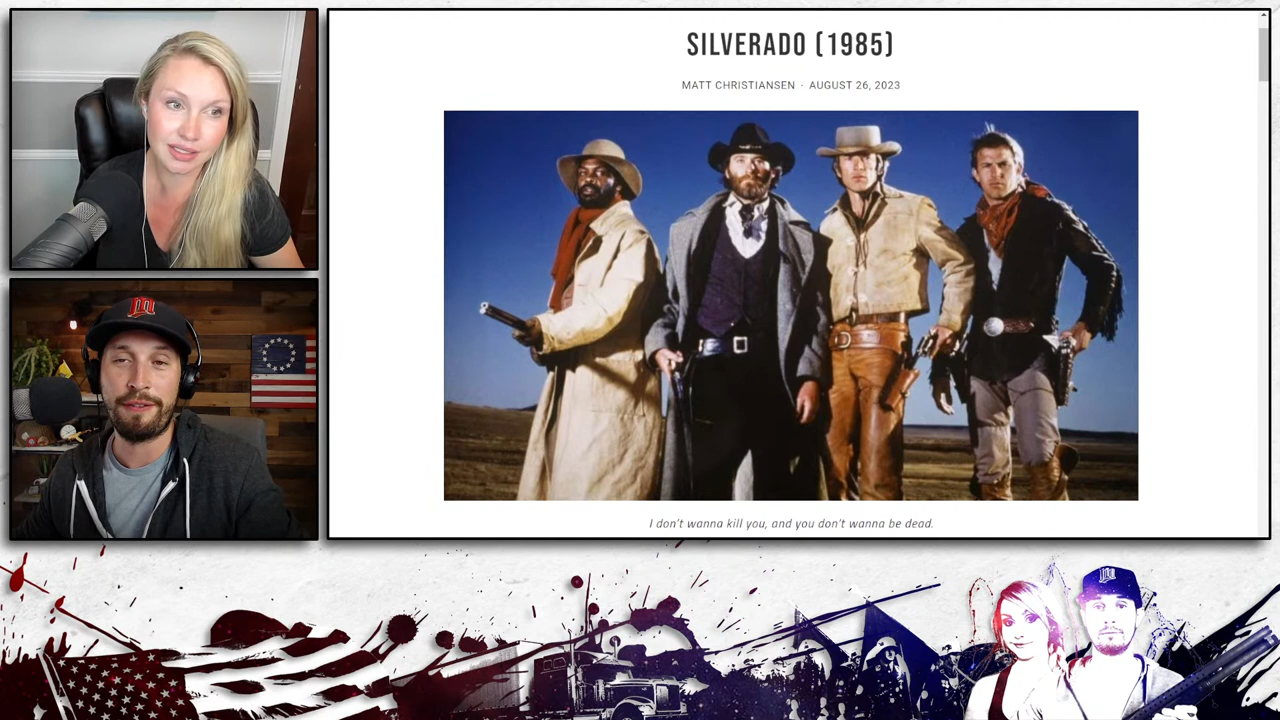 SILVERADO (1985)
MATT CHRISTIANSEN · AUGUST 26, 2023
I don't wanna kill you, and you don't wanna be dead.